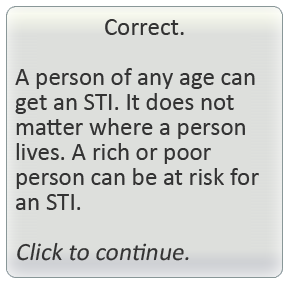 Correct.
A person of any age can
get an STI. It does not
matter where a person
lives. A rich or poor
person can be at risk for
an STI.
Click to continue.